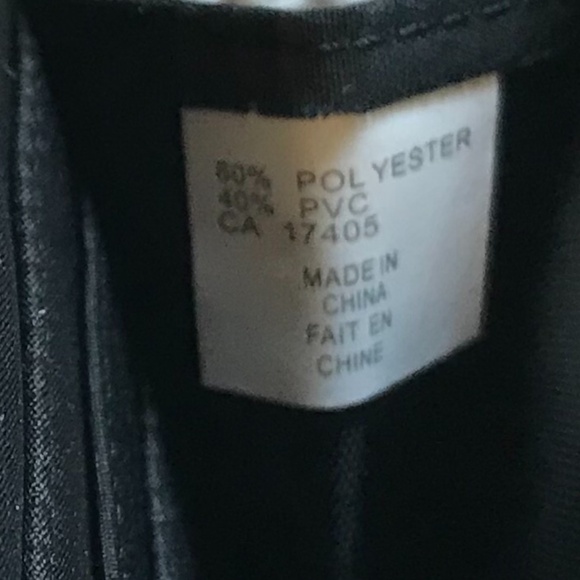 60% POLYESTER
40% PVC
CA 17405
MADE IN
CHINA
FAIT EN
CHINE